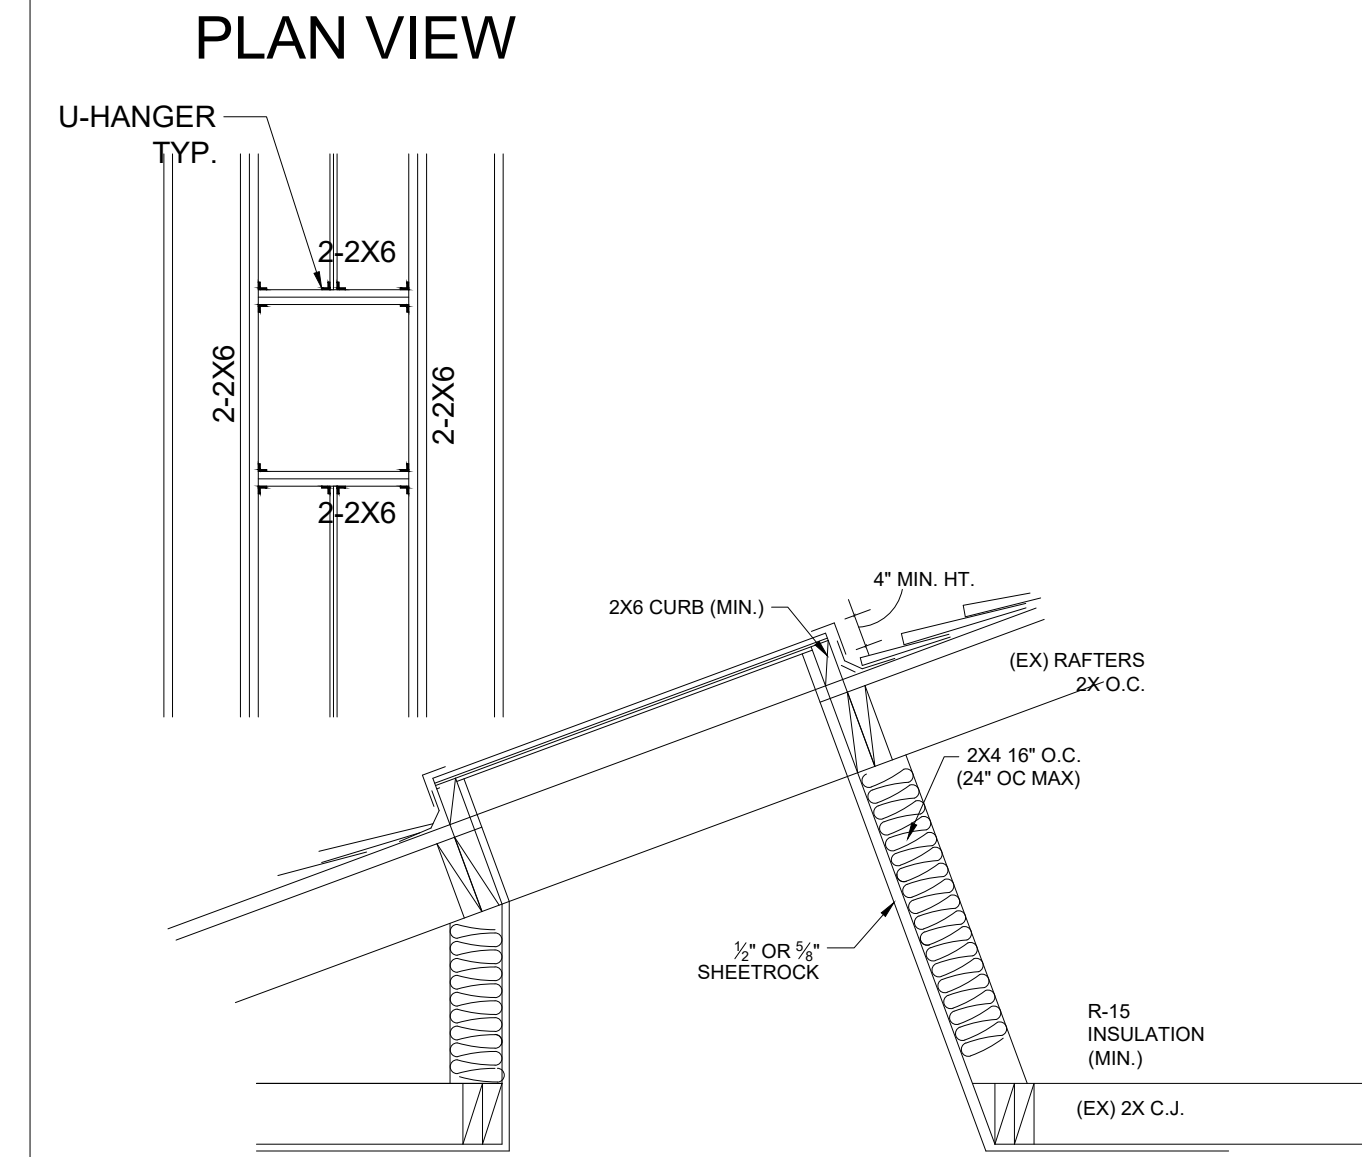 PLAN VIEW
U-HANGER
TYP.
2-2X6
2-2X6
2-2X6
2-2X6
4" MIN. HT.
2X6 CURB (MIN.)
(EX) RAFTERS
2X O.C.
2X4 16" O.C.
(24" OC MAX)
½" OR ⅝"
SHEETROCK
R-15
INSULATION
(MIN.)
(EX) 2X C.J.